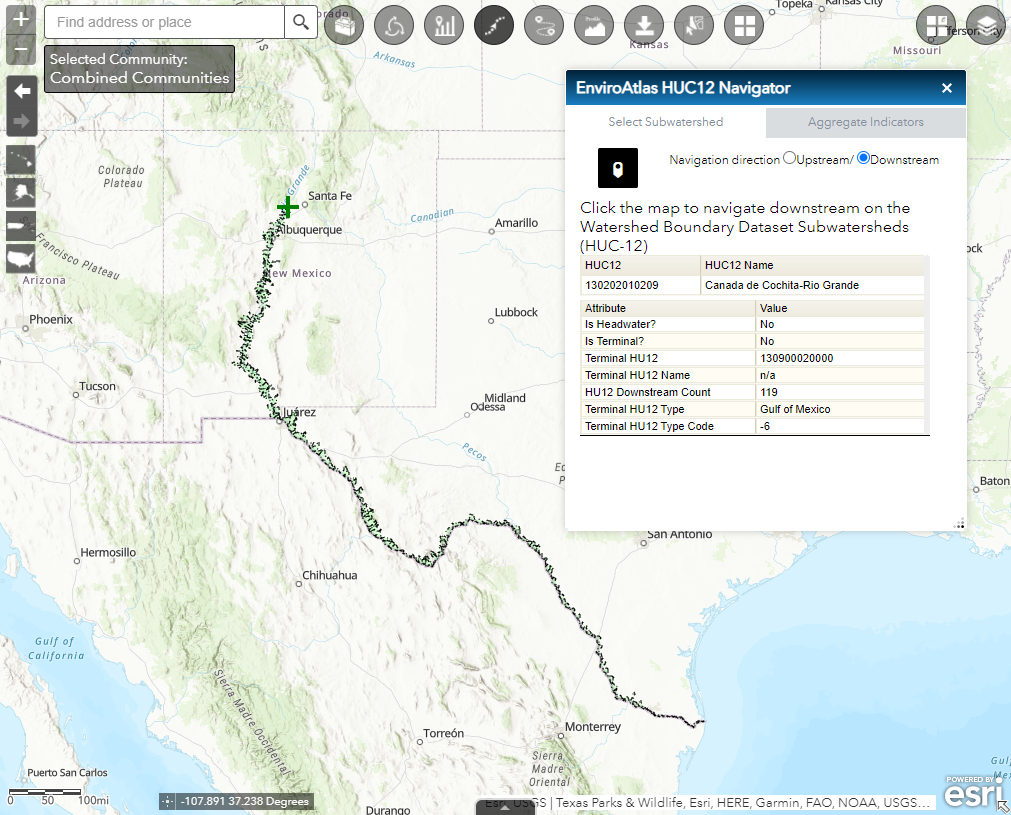 Find address or place
Selected Community:
Combined Communities
Arkansas
Kansas
Topeka
Kansas City
Missouri
EnviroAtlas HUC12 Navigator
Select Subwatershed
Aggregate Indicators
Navigation direction Upstream/ Downstream
Click the map to navigate downstream on the
Watershed Boundary Dataset Subwatersheds
(HUC-12)
HUC12 HUC12 Name
130202010209 Canada de Cochita-Rio Grande
Attribute Value
Is Headwater? No
Is Terminal? No
Terminal HU12 130900020000
Terminal HU12 Name n/a
HU12 Downstream Count 119
Terminal HU12 Type Gulf of Mexico
Terminal HU12 Type Code -6
Colorado
Plateau
Grande
Santa Fe
Canadian
Amarillo
Albuquerque
Francisco Plateau
New Mexico
Arizona
Phoenix
Lubbock
Tucson
Midland
Odessa
Juárez
Pecos
Baton
San Antonio
Hermosillo
Chihuahua
Gulf of
California
Sierra Madre Occidental
Monterrey
Torreón
Sierra
Madre
Oriental
Puerto San Carlos
0 50 100mi
-107.891 37.238 Degrees
Durango
Esri, USGS | Texas Parks & Wildlife, Esri, HERE, Garmin, FAO, NOAA, USGS...
POWERED BY
esri